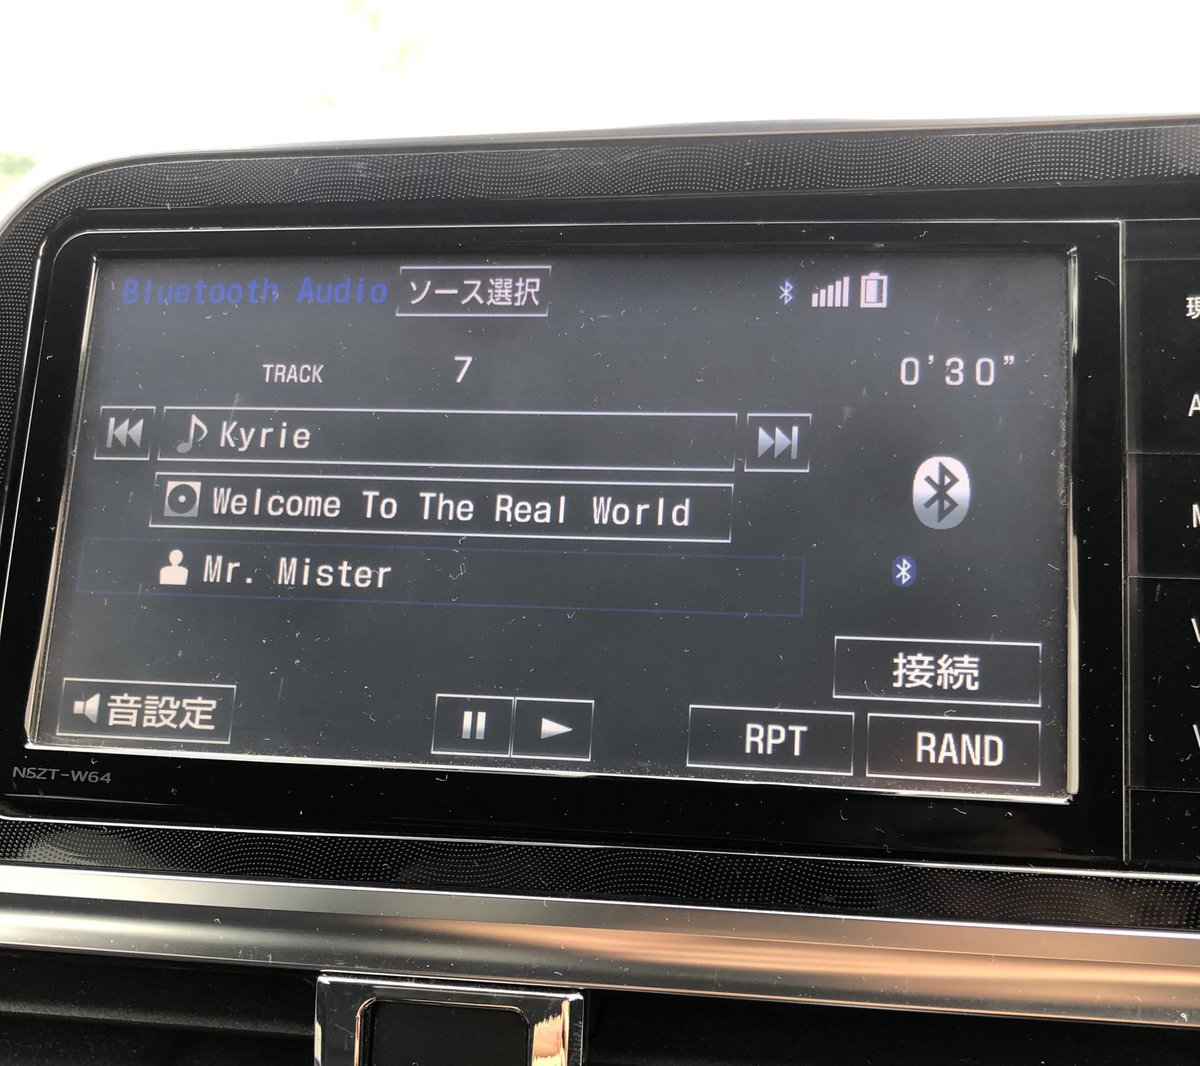 Bluetooth Audio ソース選択
TRACK 7 0'30"
Kyrie
Welcome To The Real World
Mr. Mister
接続
音設定 RPT RAND
NSZT-W64
現
A
M
V
V